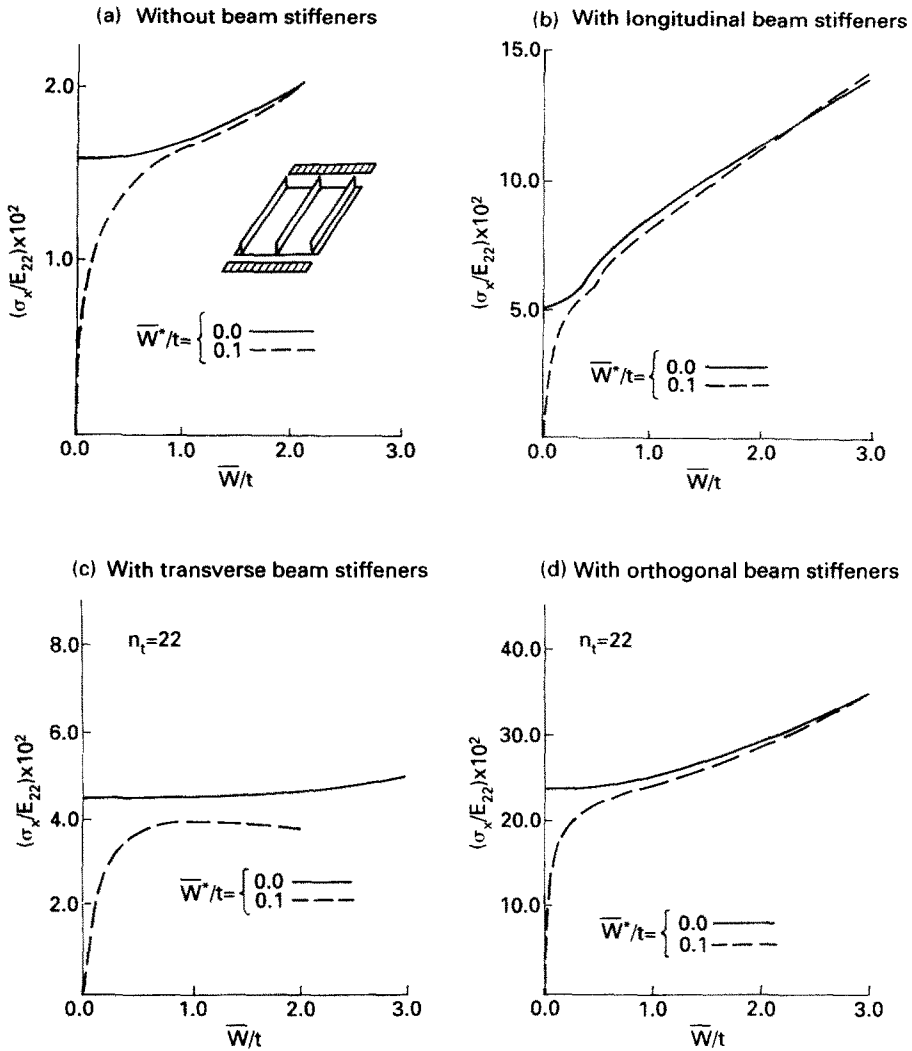 (a) Without beam stiffeners
2.0
1.0
(σₓ/E₂₂)×10²
W̅*/t= { 0.0
0.1
0.0 1.0 2.0 3.0
W̅/t
(b) With longitudinal beam stiffeners
15.0
10.0
5.0
(σₓ/E₂₂)×10²
W̅*/t= { 0.0
0.1
0.0 1.0 2.0 3.0
W̅/t
(c) With transverse beam stiffeners
nₜ=22
8.0
6.0
4.0
2.0
(σₓ/E₂₂)×10²
W̅*/t= { 0.0
0.1
0.0 1.0 2.0 3.0
W̅/t
(d) With orthogonal beam stiffeners
nₜ=22
40.0
30.0
20.0
10.0
(σₓ/E₂₂)×10²
W̅*/t= { 0.0
0.1
0.0 1.0 2.0 3.0
W̅/t